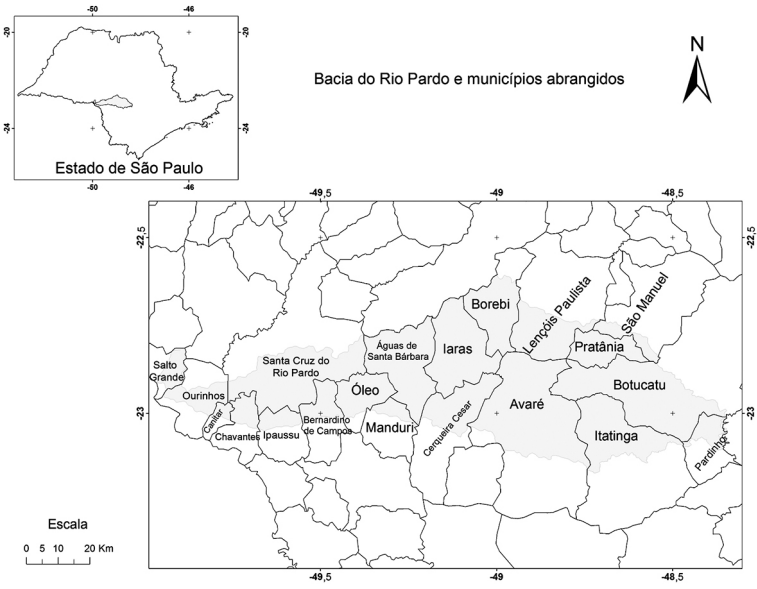 -50
-46
-20
-20
-24
-24
Estado de São Paulo
-50
-46
Bacia do Rio Pardo e municípios abrangidos
N
-49,5
-49
-48,5
-22,5
-22,5
Borebi
Lençóis Paulista
São Manuel
Águas de
Santa Bárbara
Iaras
Pratânia
Salto
Grande
Santa Cruz do
Rio Pardo
Ourinhos
Óleo
Botucatu
Avaré
-23
-23
Canitar
Chavantes
Ipaussu
Bernardino
de Campos
Manduri
Cerqueira Cesar
Itatinga
Pardinho
Escala
0 5 10 20 Km
-49,5
-49
-48,5